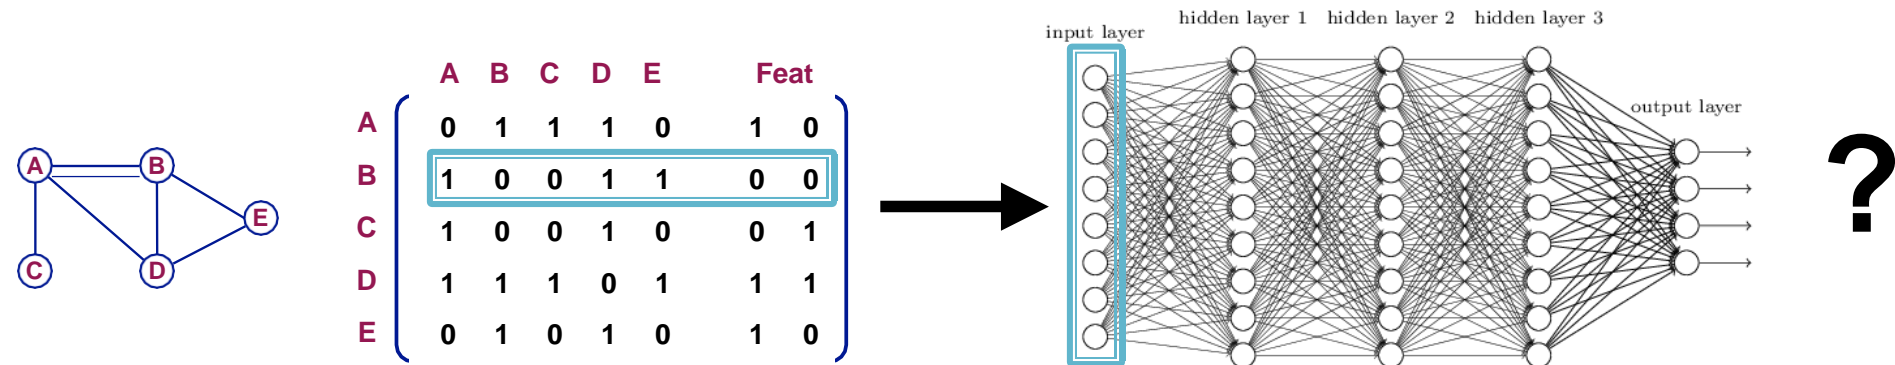 A B E C D
A B C D E Feat
A 0 1 1 1 0 1 0
B 1 0 0 1 1 0 0
C 1 0 0 1 0 0 1
D 1 1 1 0 1 1 1
E 0 1 0 1 0 1 0
input layer
hidden layer 1 hidden layer 2 hidden layer 3
output layer
?